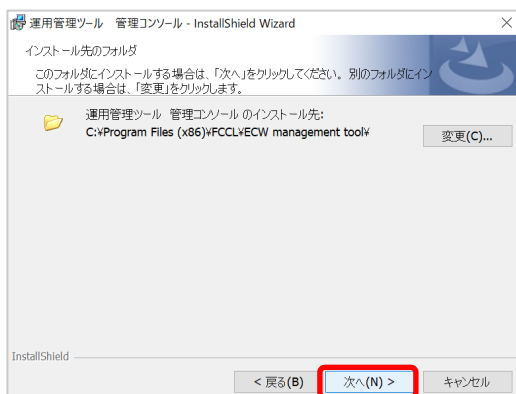 運用管理ツール　管理コンソール - InstallShield Wizard
インストール先のフォルダ
このフォルダにインストールする場合は、「次へ」をクリックしてください。別のフォルダにイン
ストールする場合は、「変更」をクリックします。
運用管理ツール　管理コンソール のインストール先:
C:¥Program Files (x86)¥FCCL¥ECW management tool¥
変更(C)...
InstallShield
< 戻る(B)
次へ(N) >
キャンセル